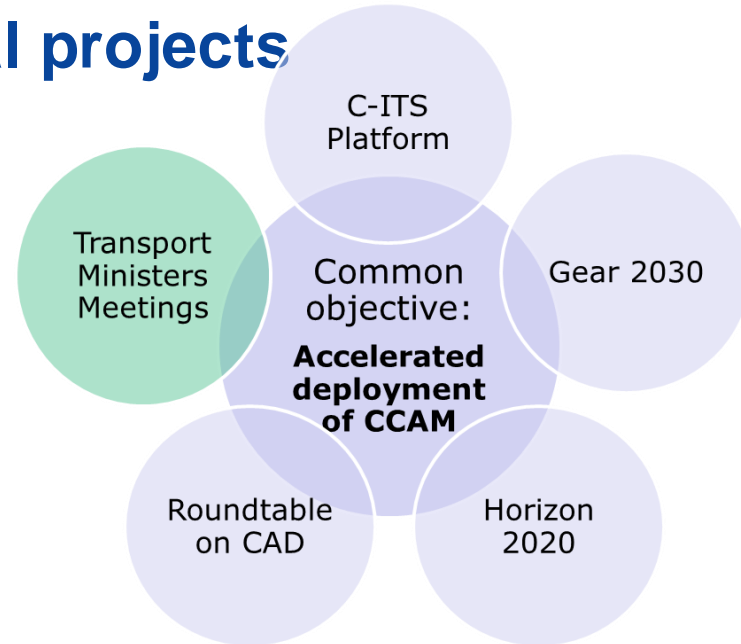 projects
C-ITS
Platform
Transport
Ministers
Meetings
Common
objective:
Accelerated
deployment
of CCAM
Gear 2030
Roundtable
on CAD
Horizon
2020